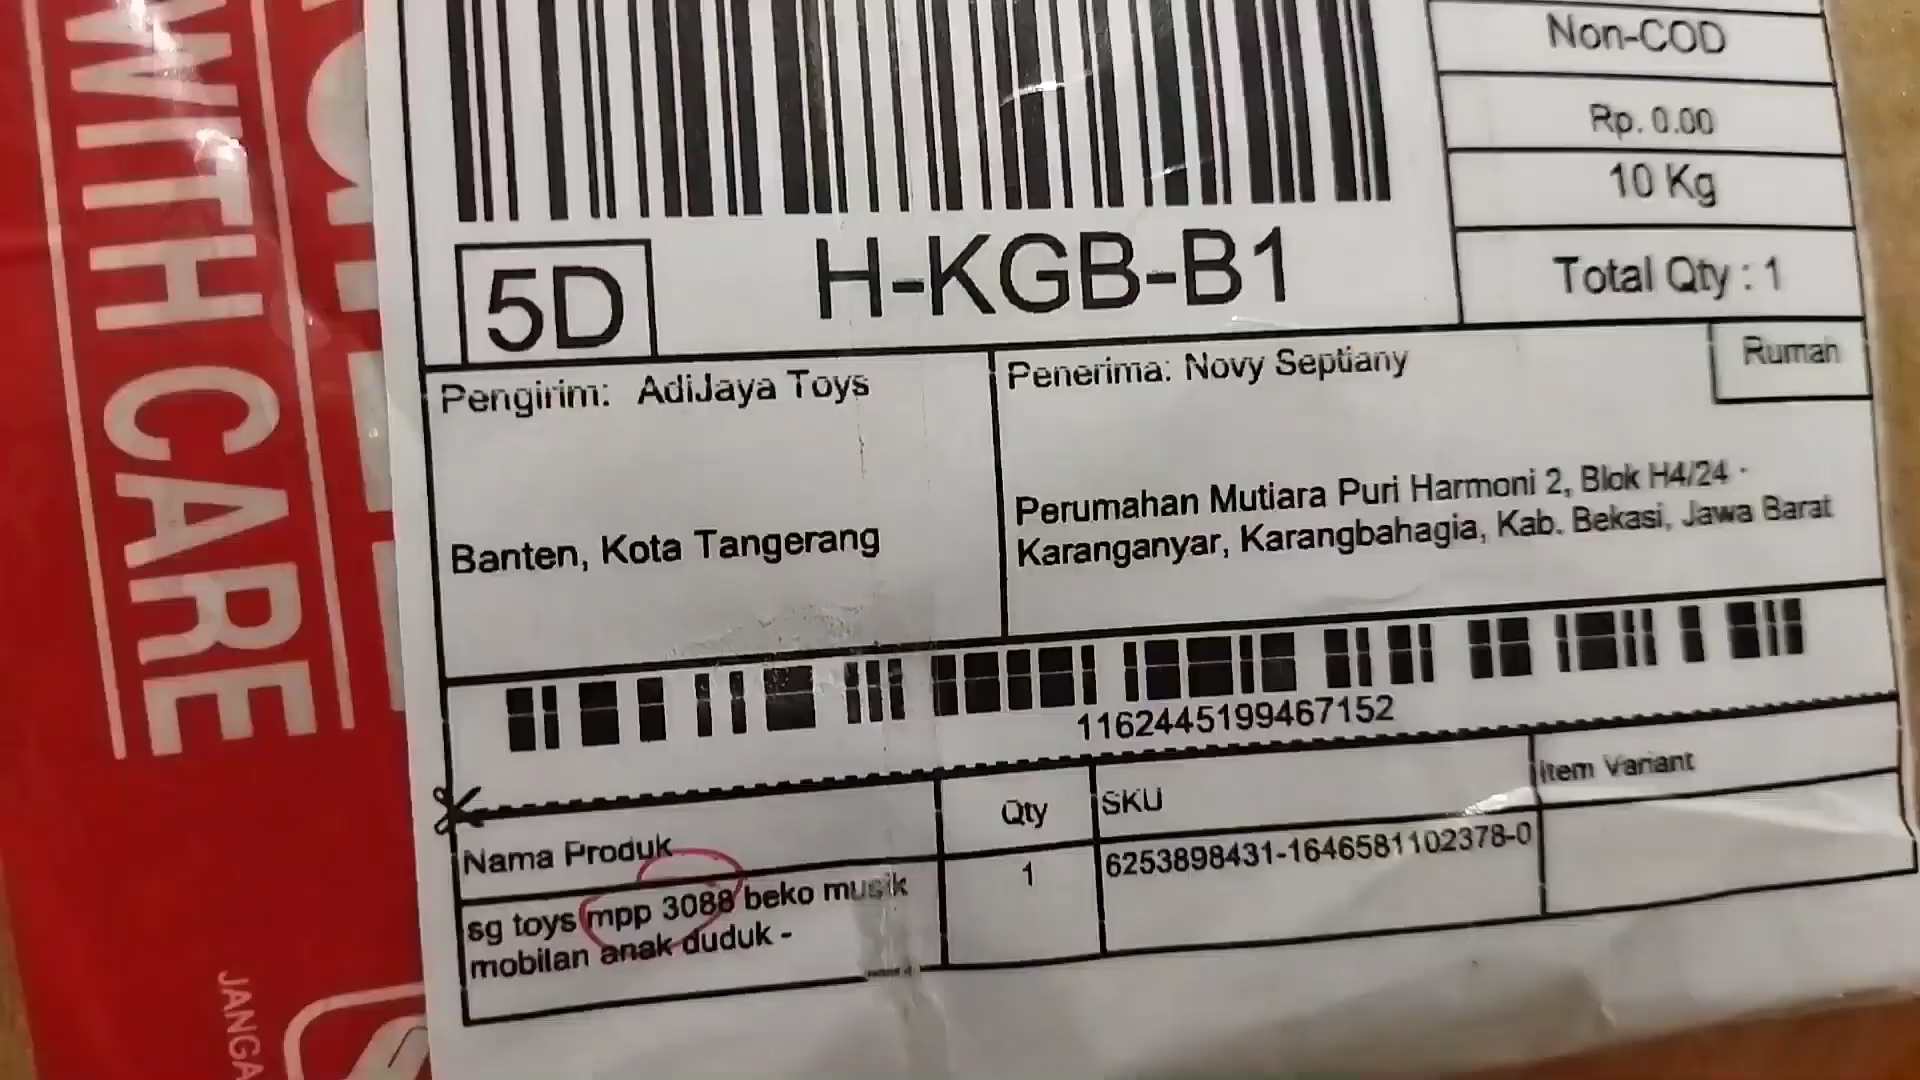 WITH CARE
Non-COD
Rp. 0.00
10 Kg
5D
H-KGB-B1
Total Qty : 1
Pengirim: AdiJaya Toys
Penerima: Novy Septiany
Rumah
Banten, Kota Tangerang
Perumahan Mutiara Puri Harmoni 2, Blok H4/24 -
Karanganyar, Karangbahagia, Kab. Bekasi, Jawa Barat
1162445199467152
Nama Produk
Qty
SKU
Item Variant
sg toys mpp 3088 beko musik
mobilan anak duduk -
1
6253898431-1646581102378-0